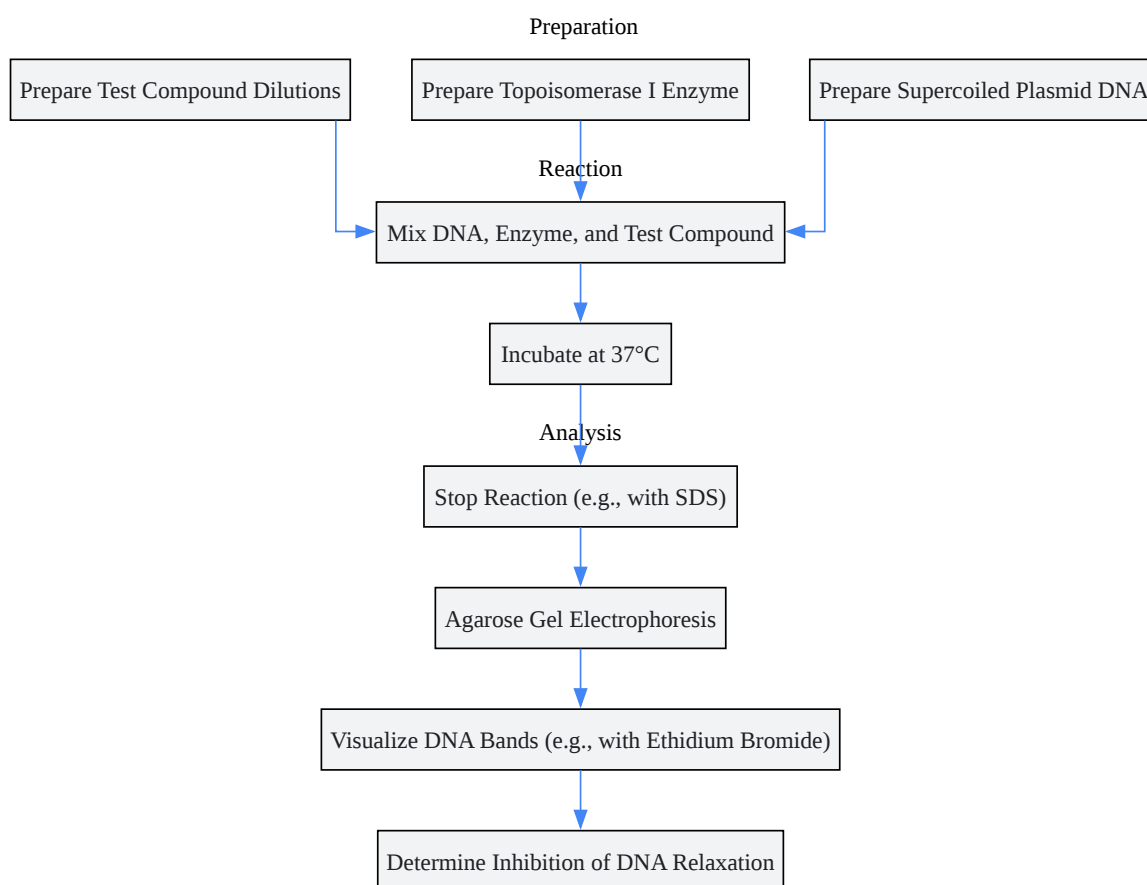 Preparation
Prepare Test Compound Dilutions
Prepare Topoisomerase I Enzyme
Prepare Supercoiled Plasmid DNA
Reaction
Mix DNA, Enzyme, and Test Compound
Incubate at 37°C
Analysis
Stop Reaction (e.g., with SDS)
Agarose Gel Electrophoresis
Visualize DNA Bands (e.g., with Ethidium Bromide)
Determine Inhibition of DNA Relaxation